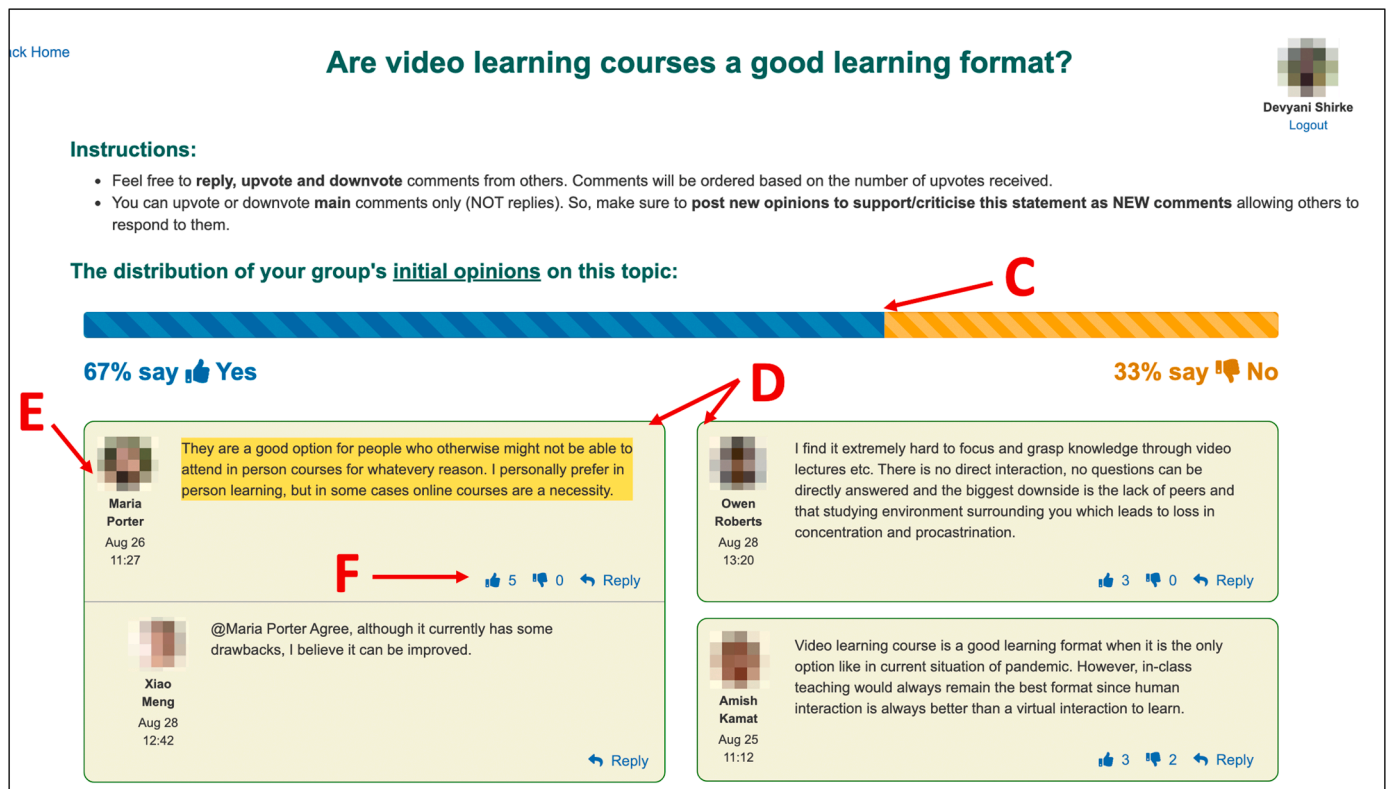 ck Home
Are video learning courses a good learning format?
Devyani Shirke
Logout
Instructions:
• Feel free to reply, upvote and downvote comments from others. Comments will be ordered based on the number of upvotes received.
• You can upvote or downvote main comments only (NOT replies). So, make sure to post new opinions to support/criticise this statement as NEW comments allowing others to
respond to them.
The distribution of your group's initial opinions on this topic:
C
67% say Yes
33% say No
D
E
They are a good option for people who otherwise might not be able to
attend in person courses for whatevery reason. I personally prefer in
person learning, but in some cases online courses are a necessity.
Maria
Porter
Aug 26
11:27
F
5 0 Reply
@Maria Porter Agree, although it currently has some
drawbacks, I believe it can be improved.
Xiao
Meng
Aug 28
12:42
Reply
I find it extremely hard to focus and grasp knowledge through video
lectures etc. There is no direct interaction, no questions can be
directly answered and the biggest downside is the lack of peers and
that studying environment surrounding you which leads to loss in
concentration and procastrination.
Owen
Roberts
Aug 28
13:20
3 0 Reply
Video learning course is a good learning format when it is the only
option like in current situation of pandemic. However, in-class
teaching would always remain the best format since human
interaction is always better than a virtual interaction to learn.
Amish
Kamat
Aug 25
11:12
3 2 Reply